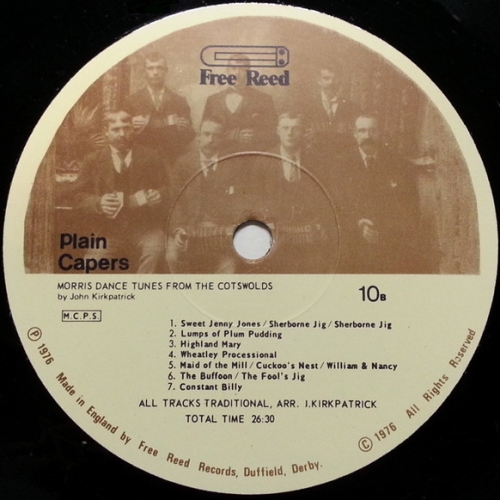 Free Reed
Plain
Capers
MORRIS DANCE TUNES FROM THE COTSWOLDS
by John Kirkpatrick
10B
M.C.P.S.
1. Sweet Jenny Jones/Sherborne Jig/Sherborne Jig
2. Lumps of Plum Pudding
3. Highland Mary
4. Wheatley Processional
5. Maid of the Mill/Cuckoo's Nest/William & Nancy
6. The Buffoon/The Fool's Jig
7. Constant Billy
ALL TRACKS TRADITIONAL, ARR. J.KIRKPATRICK
TOTAL TIME 26:30
Ⓟ 1976 Made in England by Free Reed Records, Duffield, Derby.
© 1976 All Rights Reserved